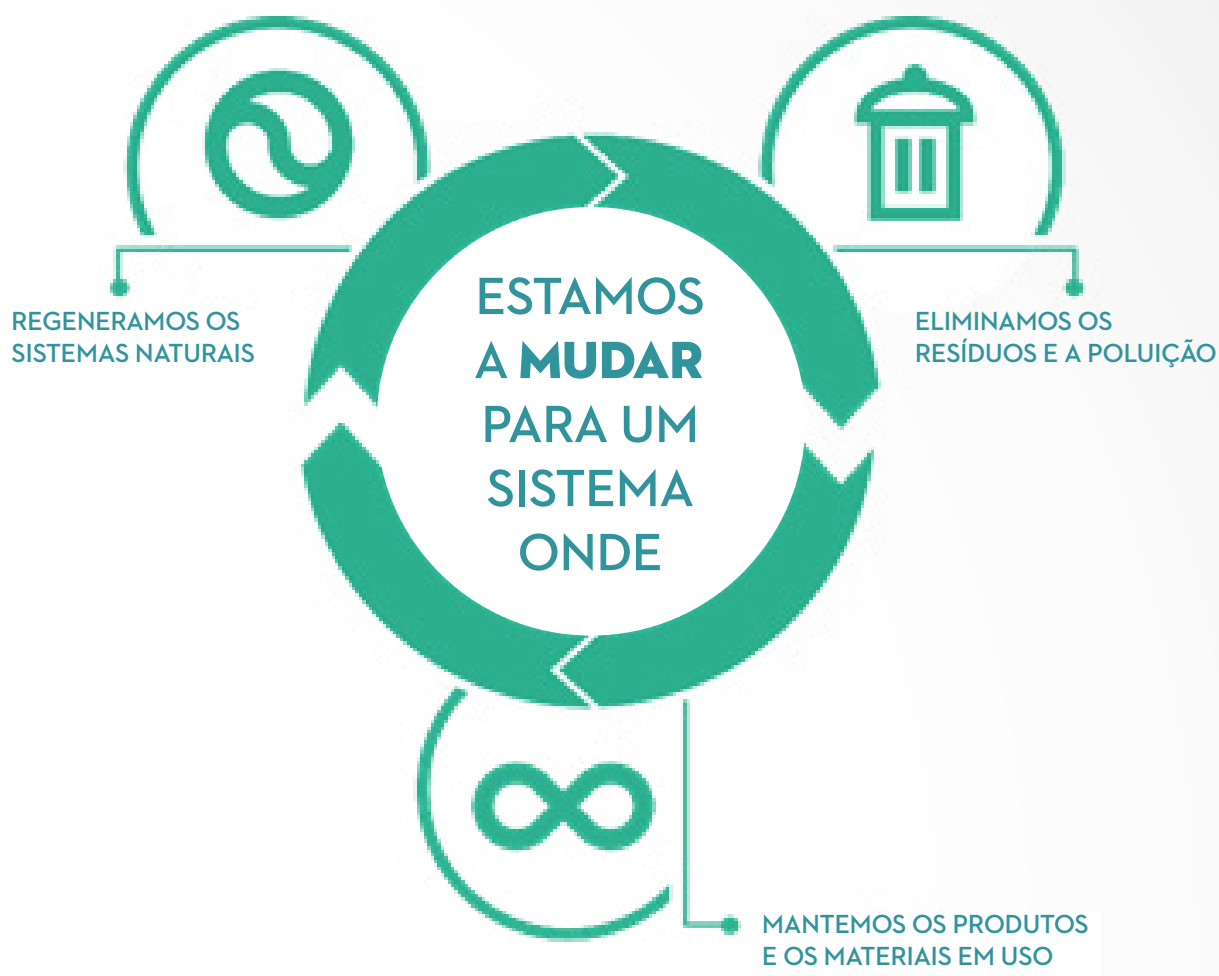 ESTAMOS
A MUDAR
PARA UM
SISTEMA
ONDE
REGENERAMOS OS
SISTEMAS NATURAIS
ELIMINAMOS OS
RESÍDUOS E A POLUIÇÃO
MANTEMOS OS PRODUTOS
E OS MATERIAIS EM USO